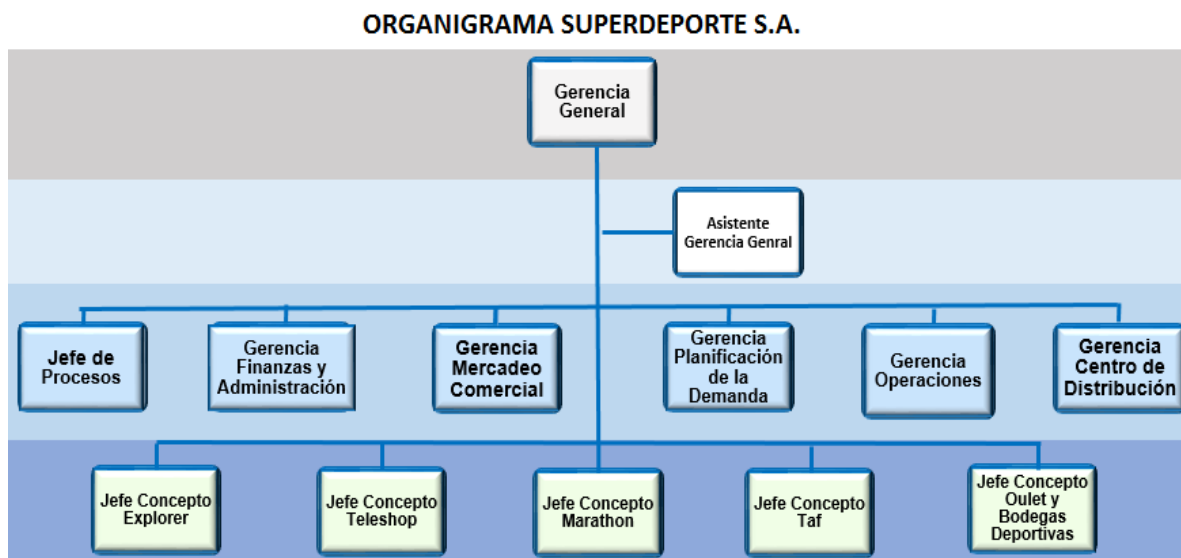 ORGANIGRAMA SUPERDEPORTE S.A.
Gerencia
General
Asistente
Gerencia Genral
Jefe de
Procesos
Gerencia
Finanzas y
Administración
Gerencia
Mercadeo
Comercial
Gerencia
Planificación
de la
Demanda
Gerencia
Operaciones
Gerencia
Centro de
Distribución
Jefe Concepto
Explorer
Jefe Concepto
Teleshop
Jefe Concepto
Marathon
Jefe Concepto
Taf
Jefe Concepto
Oulet y
Bodegas
Deportivas